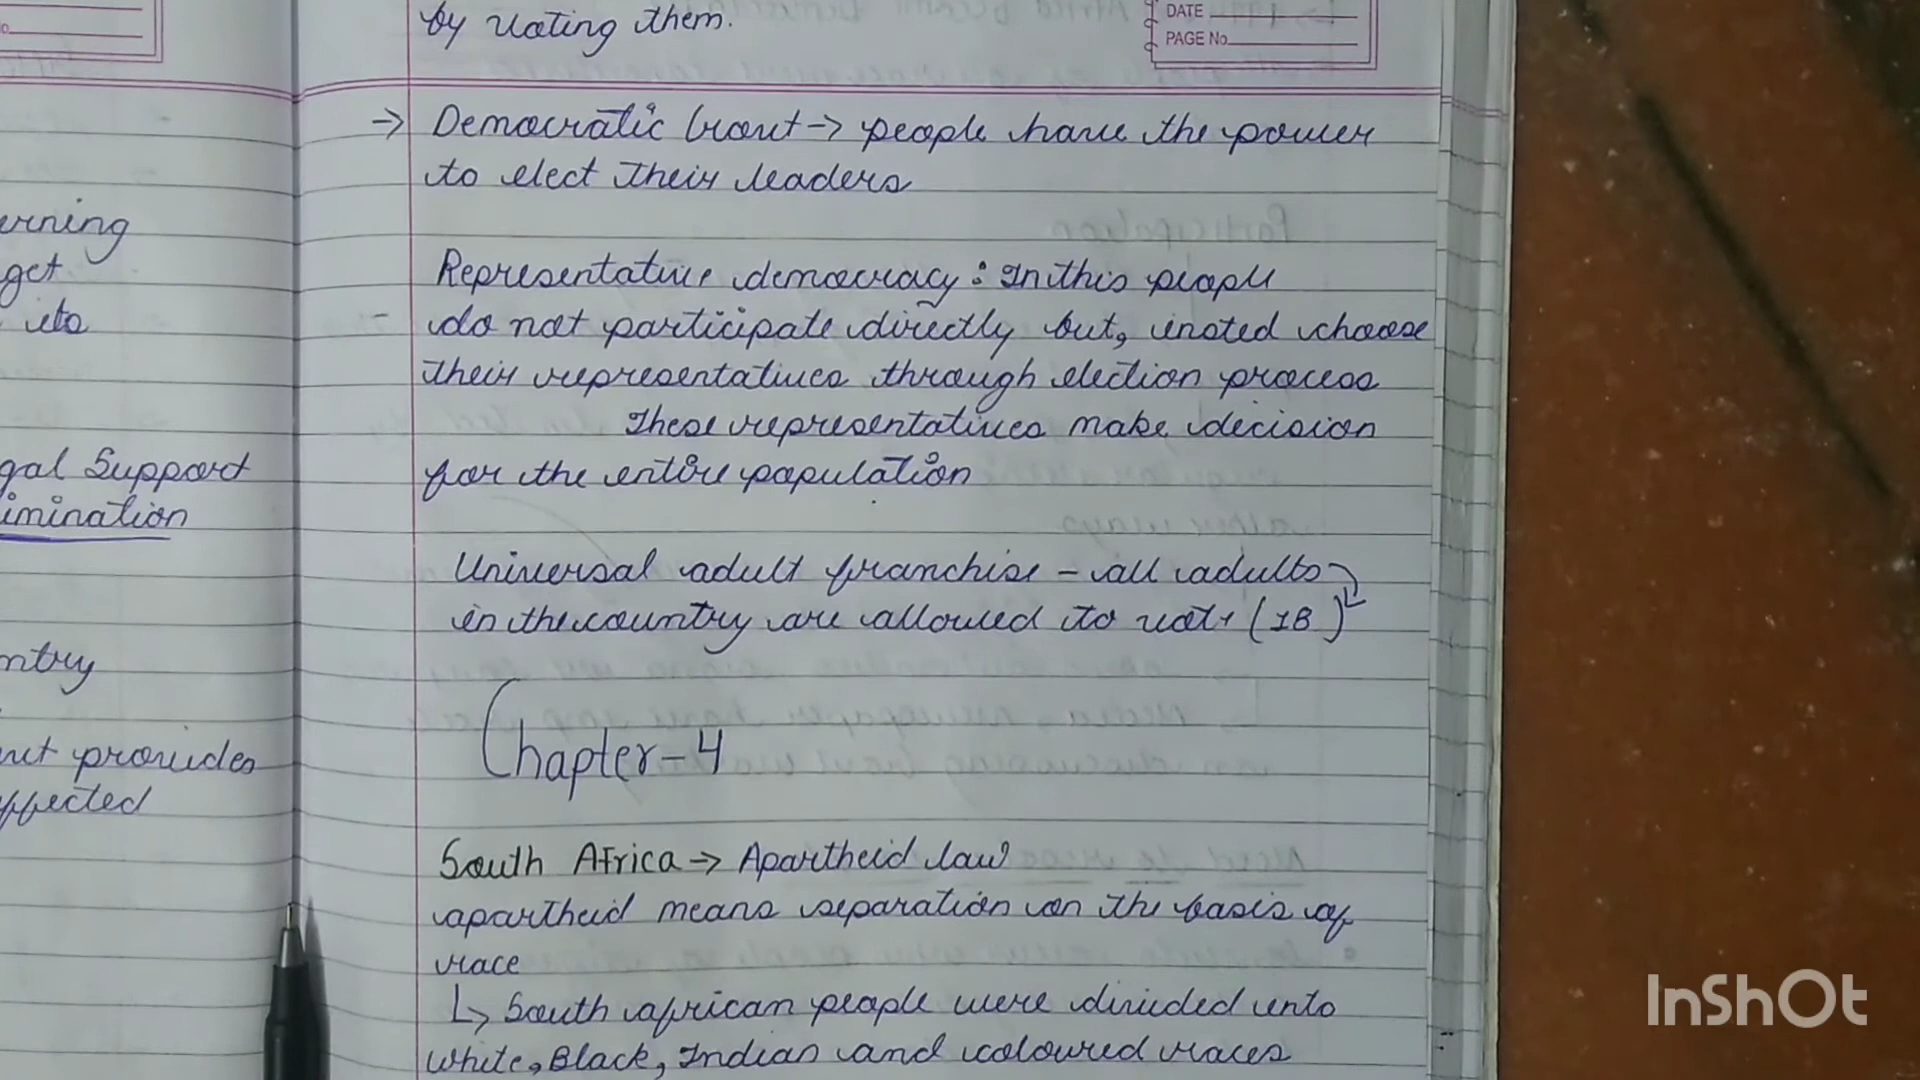 by voting them.
DATE
PAGE No.
→ Democratic Govt → people have the power
to elect their leaders
erning
get
Representative democracy : In this people
do not participate directly but, insted choose
their representatives through election process
These representatives make decision
for the entire population
gal Support
imination
Universal adult franchise - all adults
in the country are allowed to vote (18)
ntry
Chapter-4
provides
ffected
South Africa → Apartheid law
apartheid means separation on the basis of
race
↳ South african people were divided into
White, Black, Indian and coloured races
InShOt